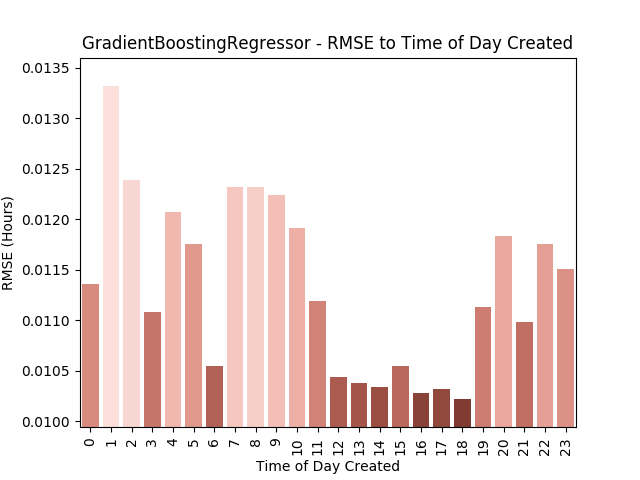 GradientBoostingRegressor - RMSE to Time of Day Created
RMSE (Hours)
0.0135
0.0130
0.0125
0.0120
0.0115
0.0110
0.0105
0.0100
0 1 2 3 4 5 6 7 8 9 10 11 12 13 14 15 16 17 18 19 20 21 22 23
Time of Day Created